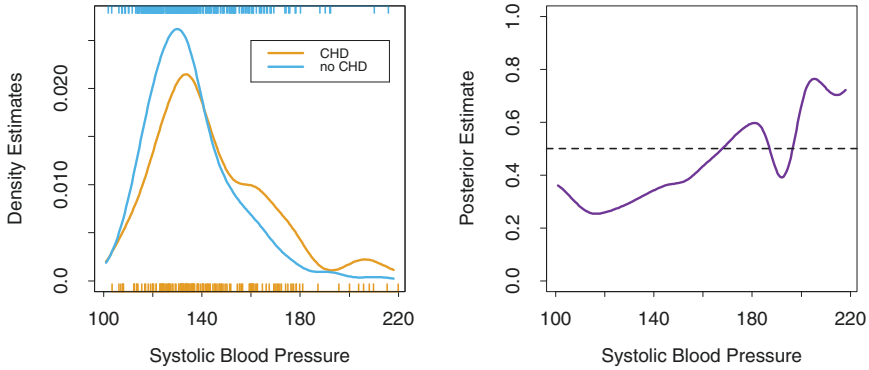 Density Estimates
0.0
0.010
0.020
CHD
no CHD
100
140
180
220
Systolic Blood Pressure
Posterior Estimate
0.0
0.2
0.4
0.6
0.8
1.0
100
140
180
220
Systolic Blood Pressure